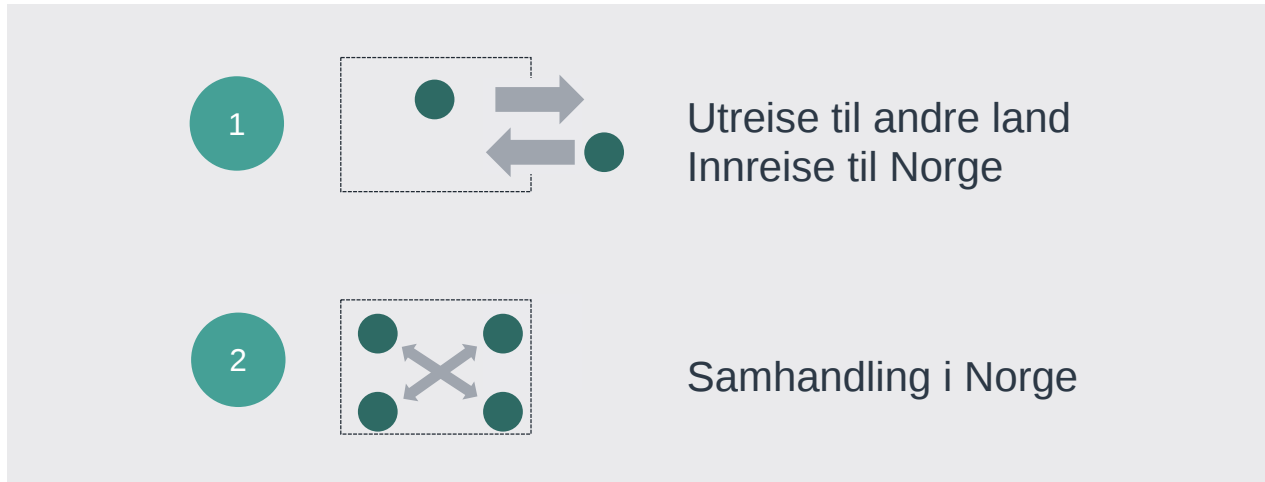 1
Utreise til andre land
Innreise til Norge
2
Samhandling i Norge